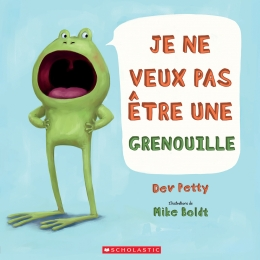 JE NE
VEUX PAS
ÊTRE UNE
GRENOUILLE
Dev Petty
Illustrations de
Mike Boldt
SCHOLASTIC